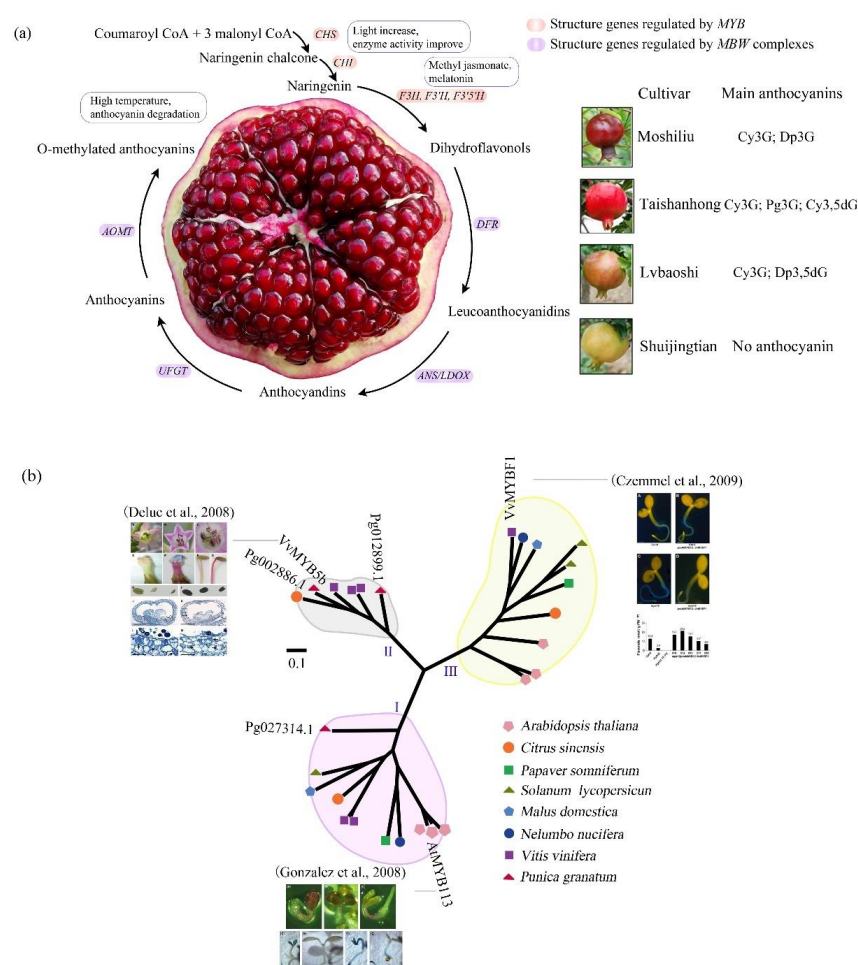 (a)
Coumaroyl CoA + 3 malonyl CoA
CHS
Light increase,
enzyme activity improve
Naringenin chalcone
CHI
Naringenin
Methyl jasmonate,
melatonin
F3H, F3'H, F3'5'H
Structure genes regulated by MYB
Structure genes regulated by MBW complexes
High temperature,
anthocyanin degradation
O-methylated anthocyanins
Dihydroflavonols
AOMT
DFR
Anthocyanins
Leucoanthocyanidins
UFGT
ANS/LDOX
Anthocyandins
Cultivar Main anthocyanins
Moshiliu Cy3G; Dp3G
Taishanhong Cy3G; Pg3G; Cy3,5dG
Lvbaoshi Cy3G; Dp3,5dG
Shuijingtian No anthocyanin
(b)
(Deluc et al., 2008)
(Czemmel et al., 2009)
VvMYBF1
Pg012899.1
VvMYB5b
Pg002886.1
0.1
II
III
I
Pg027314.1
AtMYB113
(Gonzalcz et al., 2008)
Arabidopsis thaliana
Citrus sincnsis
Papaver somniferum
Solanum lycopersicun
Malus domcstica
Nelumbo nucifera
Vitis vinifera
Punica granatum